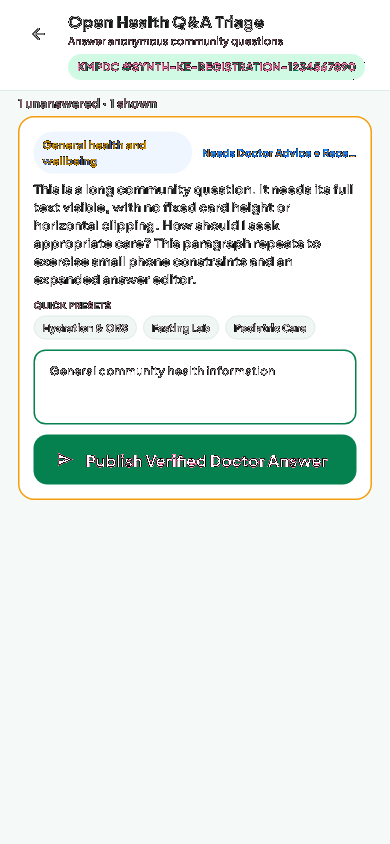 Open Health Q&A Triage
Answer anonymous community questions
KMPDC #SYNTH-KE-REGISTRATION-1234567890
1 unanswered · 1 shown
General health and
wellbeing
Needs Doctor Advice • Rece...
This is a long community question. It needs its full
text visible, with no fixed card height or
horizontal clipping. How should I seek
appropriate care? This paragraph repeats to
exercise small phone constraints and an
expanded answer editor.
QUICK PRESETS
Hydration & ORS
Fasting Lab
Pediatric Care
General community health information
Publish Verified Doctor Answer